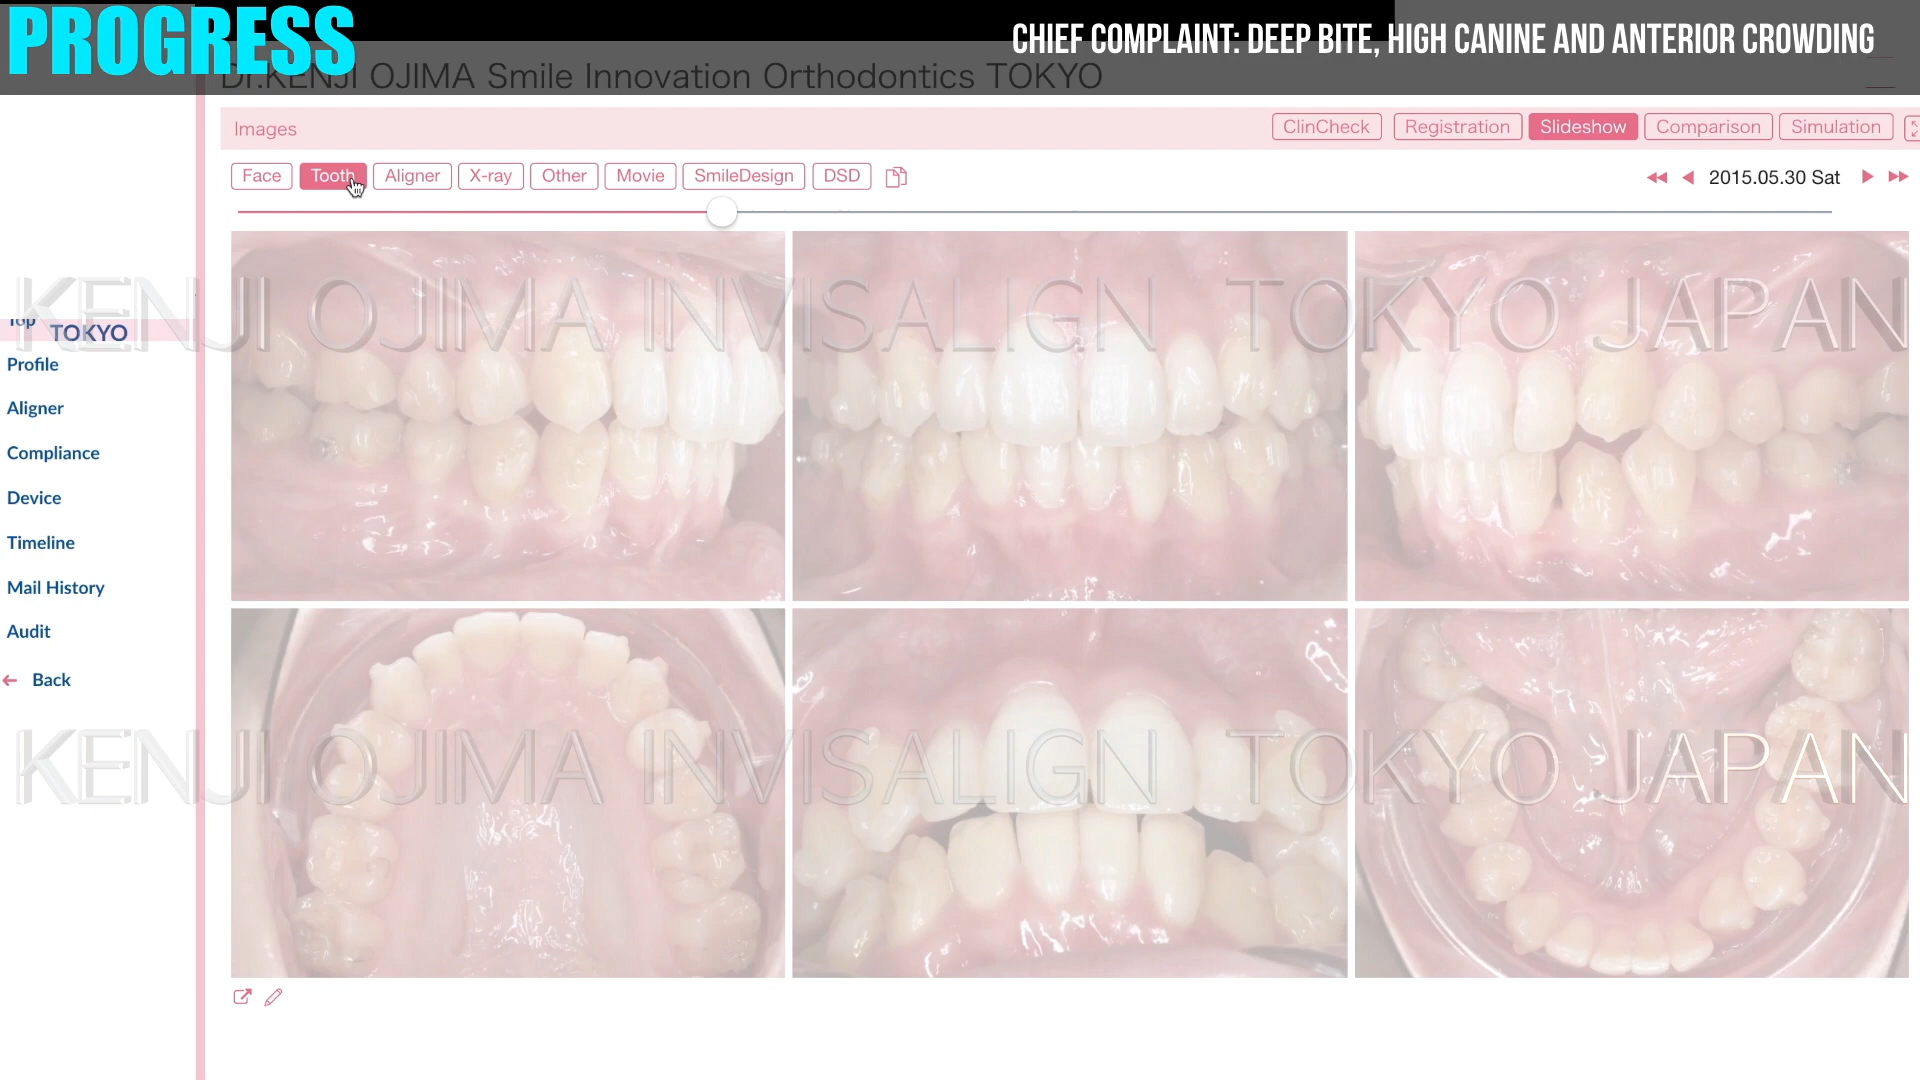 PROGRESS
CHIEF COMPLAINT: DEEP BITE, HIGH CANINE AND ANTERIOR CROWDING
Dr.KENJI OJIMA Smile Innovation Orthodontics TOKYO
Images
ClinCheck Registration Slideshow Comparison Simulation
Face Tooth Aligner X-ray Other Movie SmileDesign DSD
2015.05.30 Sat
KENJI OJIMA INVISALIGN TOKYO JAPAN
Top
TOKYO
Profile
Aligner
Compliance
Device
Timeline
Mail History
Audit
Back
KENJI OJIMA INVISALIGN TOKYO JAPAN